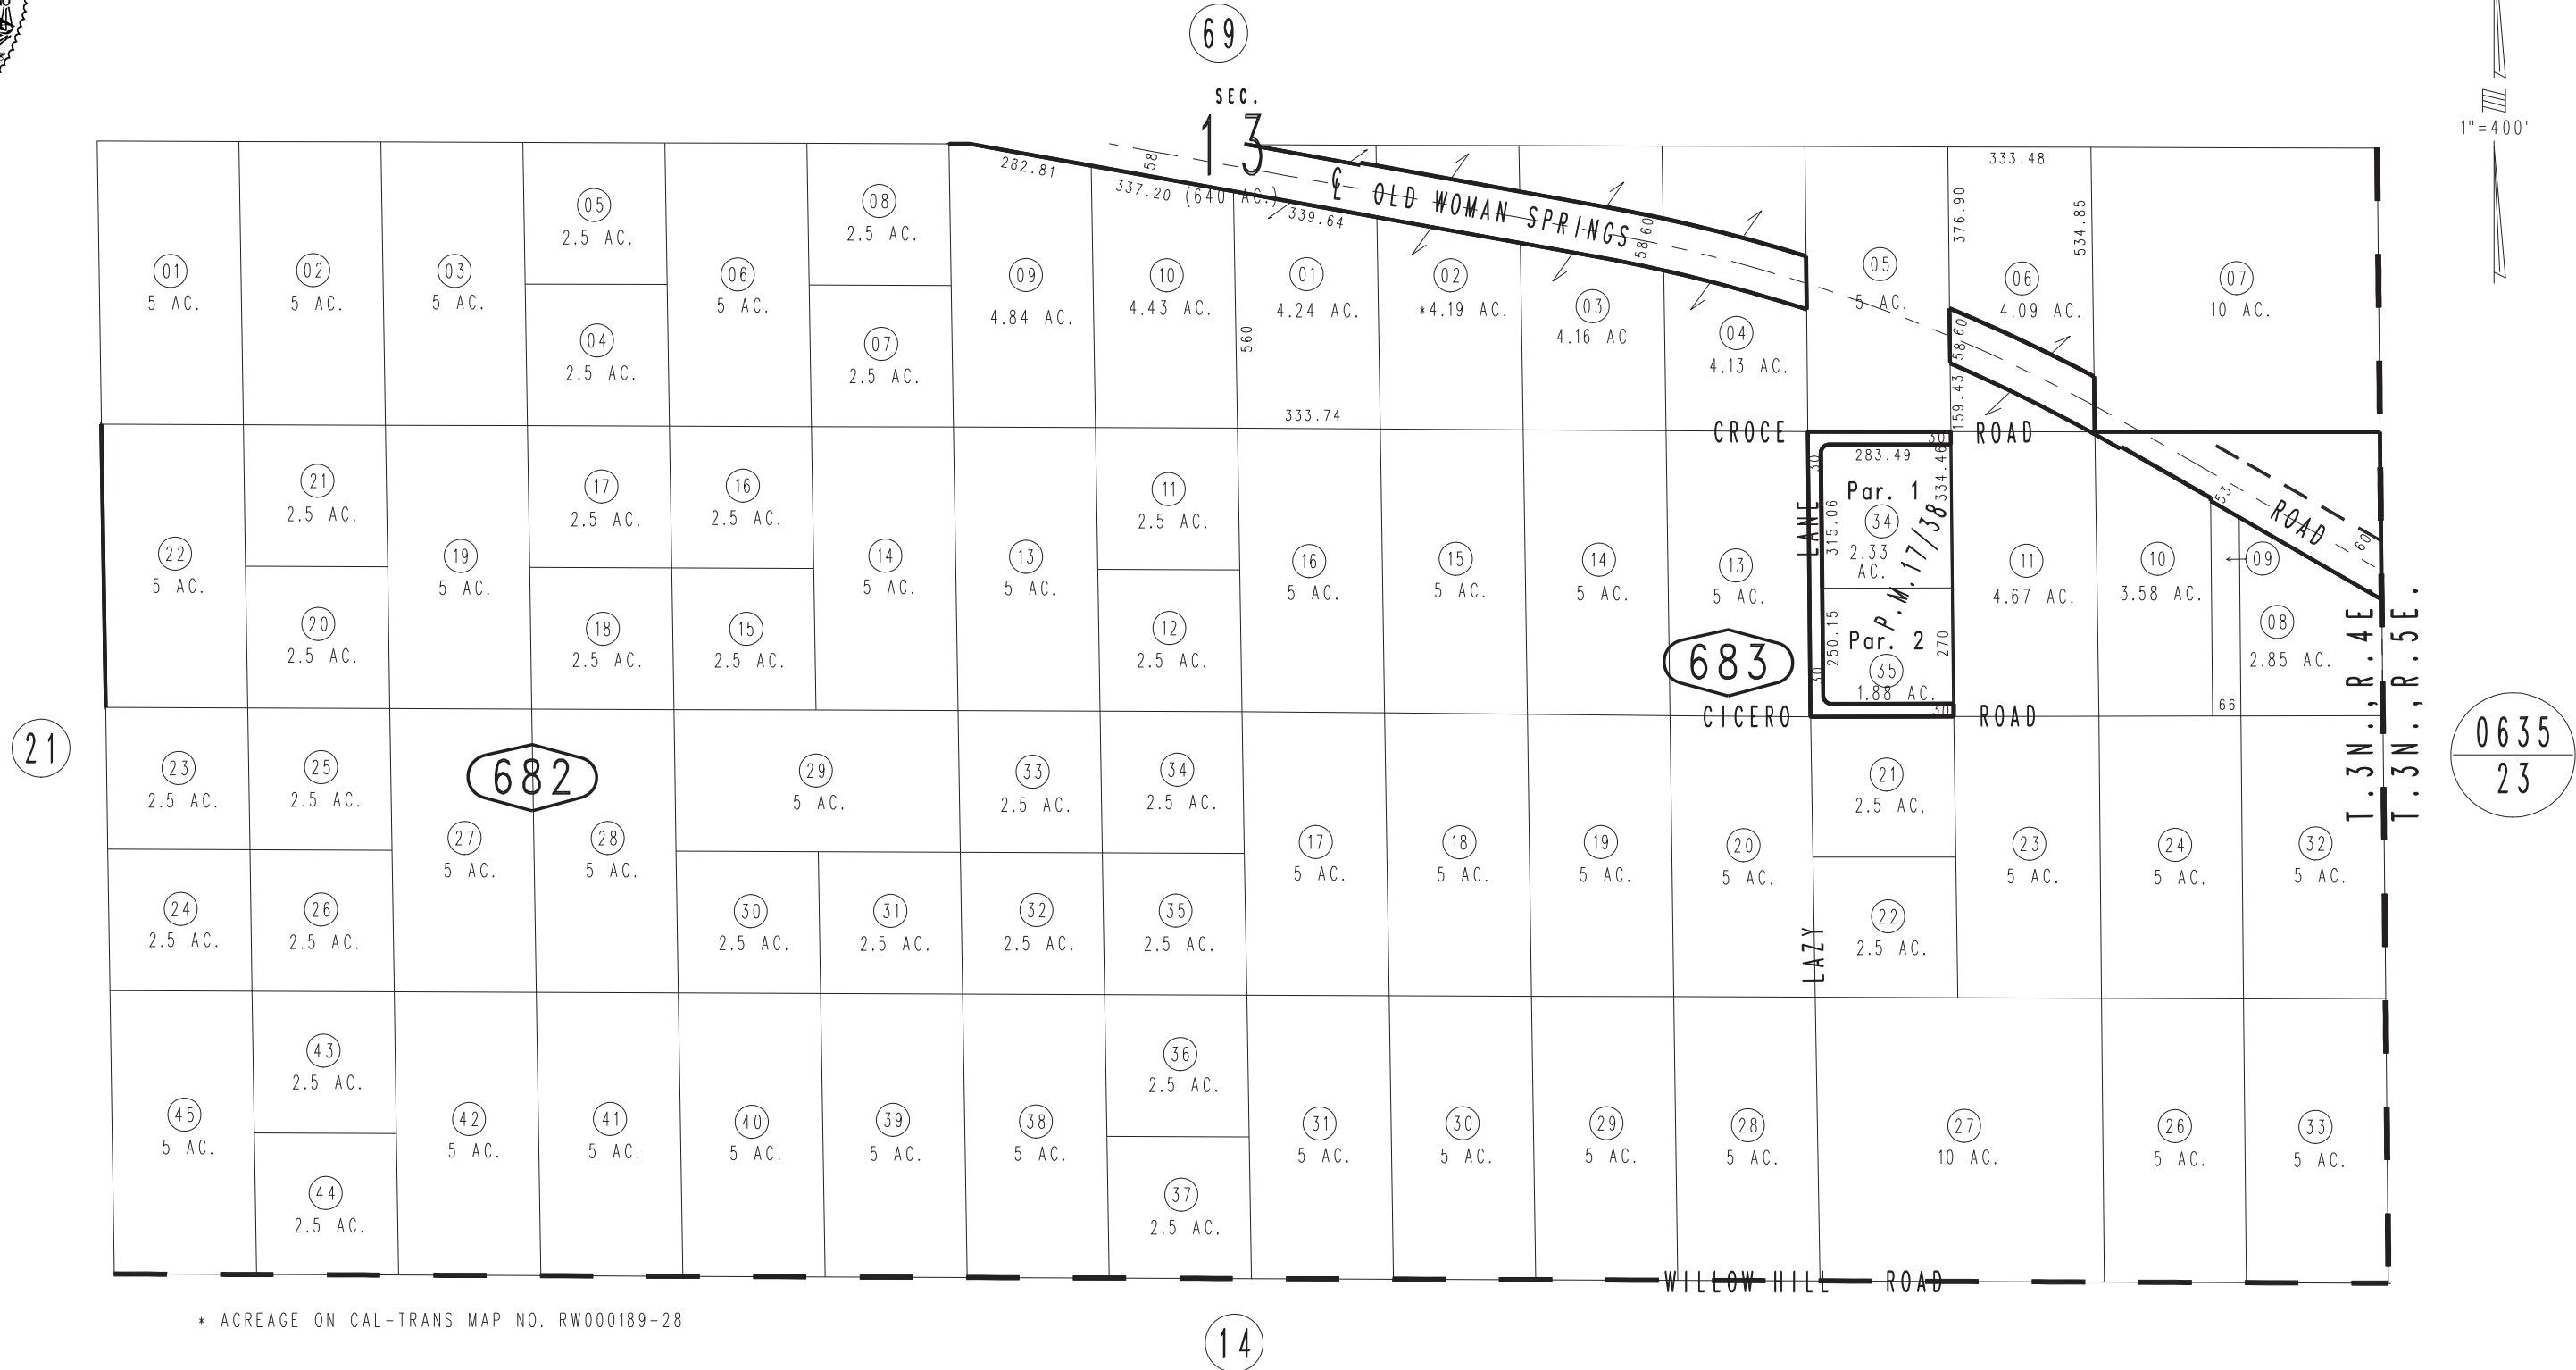 69
SEC.
13
(640 AC.)
1"=400'
282.81
58
337.20
339.64
℄ OLD WOMAN SPRINGS
58.60
333.48
376.90
534.85
01
5 AC.
02
5 AC.
03
5 AC.
05
2.5 AC.
04
2.5 AC.
06
5 AC.
08
2.5 AC.
07
2.5 AC.
09
4.84 AC.
10
4.43 AC.
560
01
4.24 AC.
333.74
02
*4.19 AC.
03
4.16 AC
04
4.13 AC.
05
5 AC.
06
4.09 AC.
58.60
159.43
07
10 AC.
CROCE ROAD
22
5 AC.
21
2.5 AC.
20
2.5 AC.
19
5 AC.
17
2.5 AC.
18
2.5 AC.
16
2.5 AC.
15
2.5 AC.
14
5 AC.
13
5 AC.
11
2.5 AC.
12
2.5 AC.
16
5 AC.
15
5 AC.
14
5 AC.
13
5 AC.
683
LANE
30
30
283.49
334.46
315.06
Par. 1
34
2.33
AC.
P.M. 17/38
Par. 2
250.15
270
35
1.88 AC.
30
30
11
4.67 AC.
10
3.58 AC.
09
08
2.85 AC.
66
53
ROAD
60
CICERO ROAD
T.3N., R.4E.
T.3N., R.5E.
21
0635
23
23
2.5 AC.
24
2.5 AC.
25
2.5 AC.
26
2.5 AC.
682
27
5 AC.
28
5 AC.
29
5 AC.
30
2.5 AC.
31
2.5 AC.
33
2.5 AC.
32
2.5 AC.
34
2.5 AC.
35
2.5 AC.
17
5 AC.
18
5 AC.
19
5 AC.
20
5 AC.
LAZY
21
2.5 AC.
22
2.5 AC.
23
5 AC.
24
5 AC.
32
5 AC.
45
5 AC.
43
2.5 AC.
44
2.5 AC.
42
5 AC.
41
5 AC.
40
5 AC.
39
5 AC.
38
5 AC.
36
2.5 AC.
37
2.5 AC.
31
5 AC.
30
5 AC.
29
5 AC.
28
5 AC.
27
10 AC.
26
5 AC.
33
5 AC.
WILLOW HILL ROAD
* ACREAGE ON CAL-TRANS MAP NO. RW000189-28
14